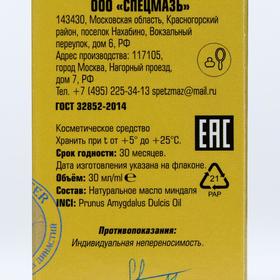 ООО «СПЕЦМАЗЬ»
143430, Московская область, Красногорский
район, поселок Нахабино, Вокзальный
переулок, дом 6, РФ
Адрес производства: 117105,
город Москва, Нагорный проезд,
дом 7, РФ
Тел. +7 (495) 225-34-13 spetzmaz@mail.ru
ГОСТ 32852-2014
Косметическое средство
Хранить при t от +5° до +25°С.
Срок годности: 30 месяцев.
Дата изготовления указана на флаконе.
Объём: 30 мл/ml ℮
Состав: Натуральное масло миндаля
INCI: Prunus Amygdalus Dulcis Oil
EAC
21
PAP
Противопоказания:
Индивидуальная непереносимость.